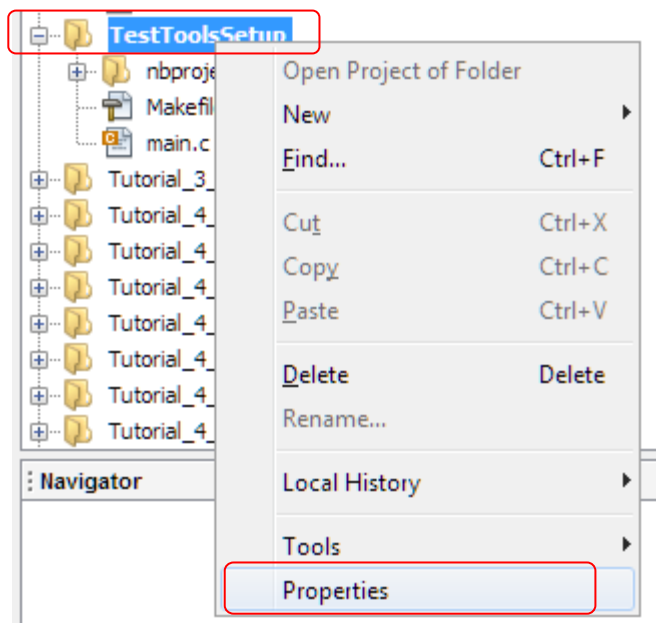 TestToolsSetup
nbproje
Makefil
main.c
Tutorial_3_
Tutorial_4_
Tutorial_4_
Tutorial_4_
Tutorial_4_
Tutorial_4_
Tutorial_4_
Tutorial_4_
Navigator
Open Project of Folder
New
Find... Ctrl+F
Cut Ctrl+X
Copy Ctrl+C
Paste Ctrl+V
Delete Delete
Rename...
Local History
Tools
Properties